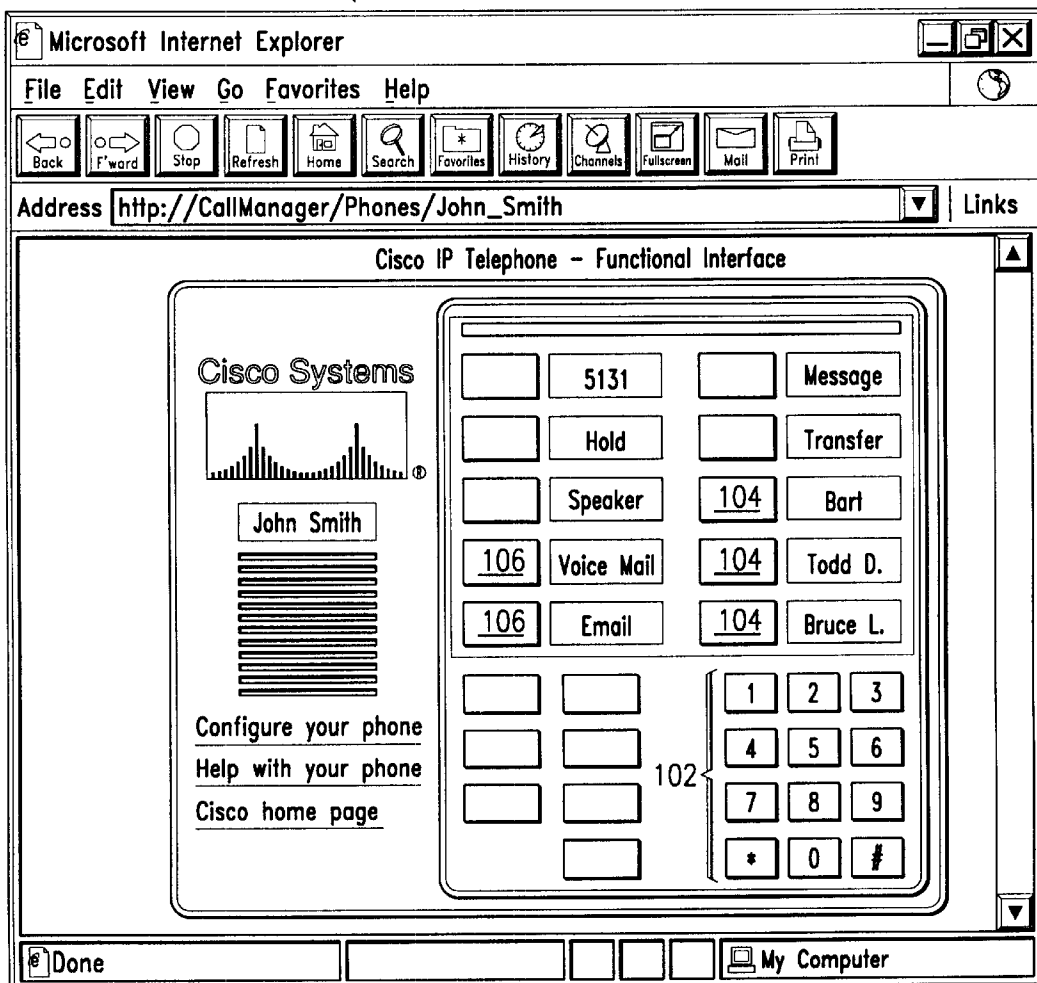 Microsoft Internet Explorer
File Edit View Go Favorites Help
Back F'ward Stop Refresh Home Search Favorites History Channels Fullscreen Mail Print
Address http://CallManager/Phones/John_Smith Links
Cisco IP Telephone – Functional Interface
Cisco Systems
®
John Smith
Configure your phone
Help with your phone
Cisco home page
5131 Message
Hold Transfer
Speaker 104 Bart
106 Voice Mail 104 Todd D.
106 Email 104 Bruce L.
102
1 2 3
4 5 6
7 8 9
* 0 #
Done My Computer